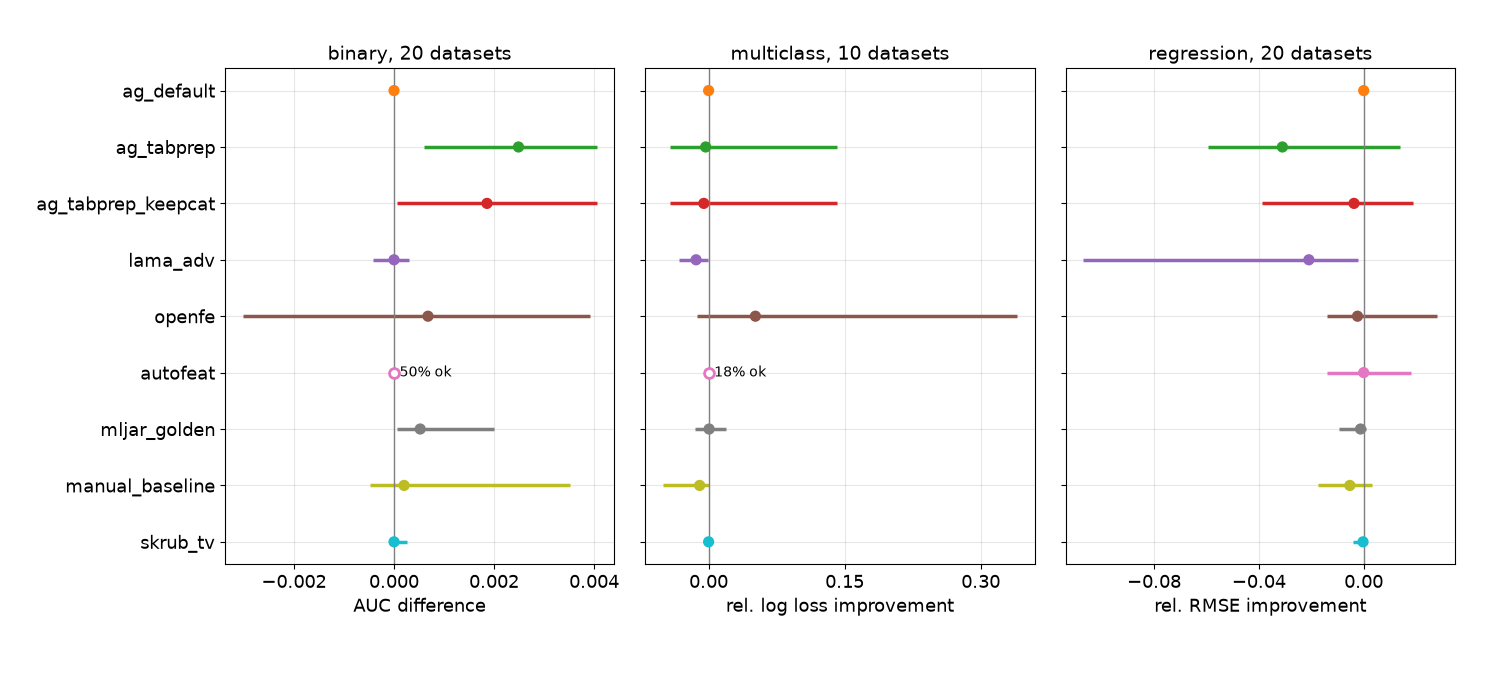 binary, 20 datasets
multiclass, 10 datasets
regression, 20 datasets
ag_default
ag_tabprep
ag_tabprep_keepcat
lama_adv
openfe
autofeat
mljar_golden
manual_baseline
skrub_tv
50% ok
18% ok
−0.002 0.000 0.002 0.004
0.00 0.15 0.30
−0.08 −0.04 0.00
AUC difference
rel. log loss improvement
rel. RMSE improvement